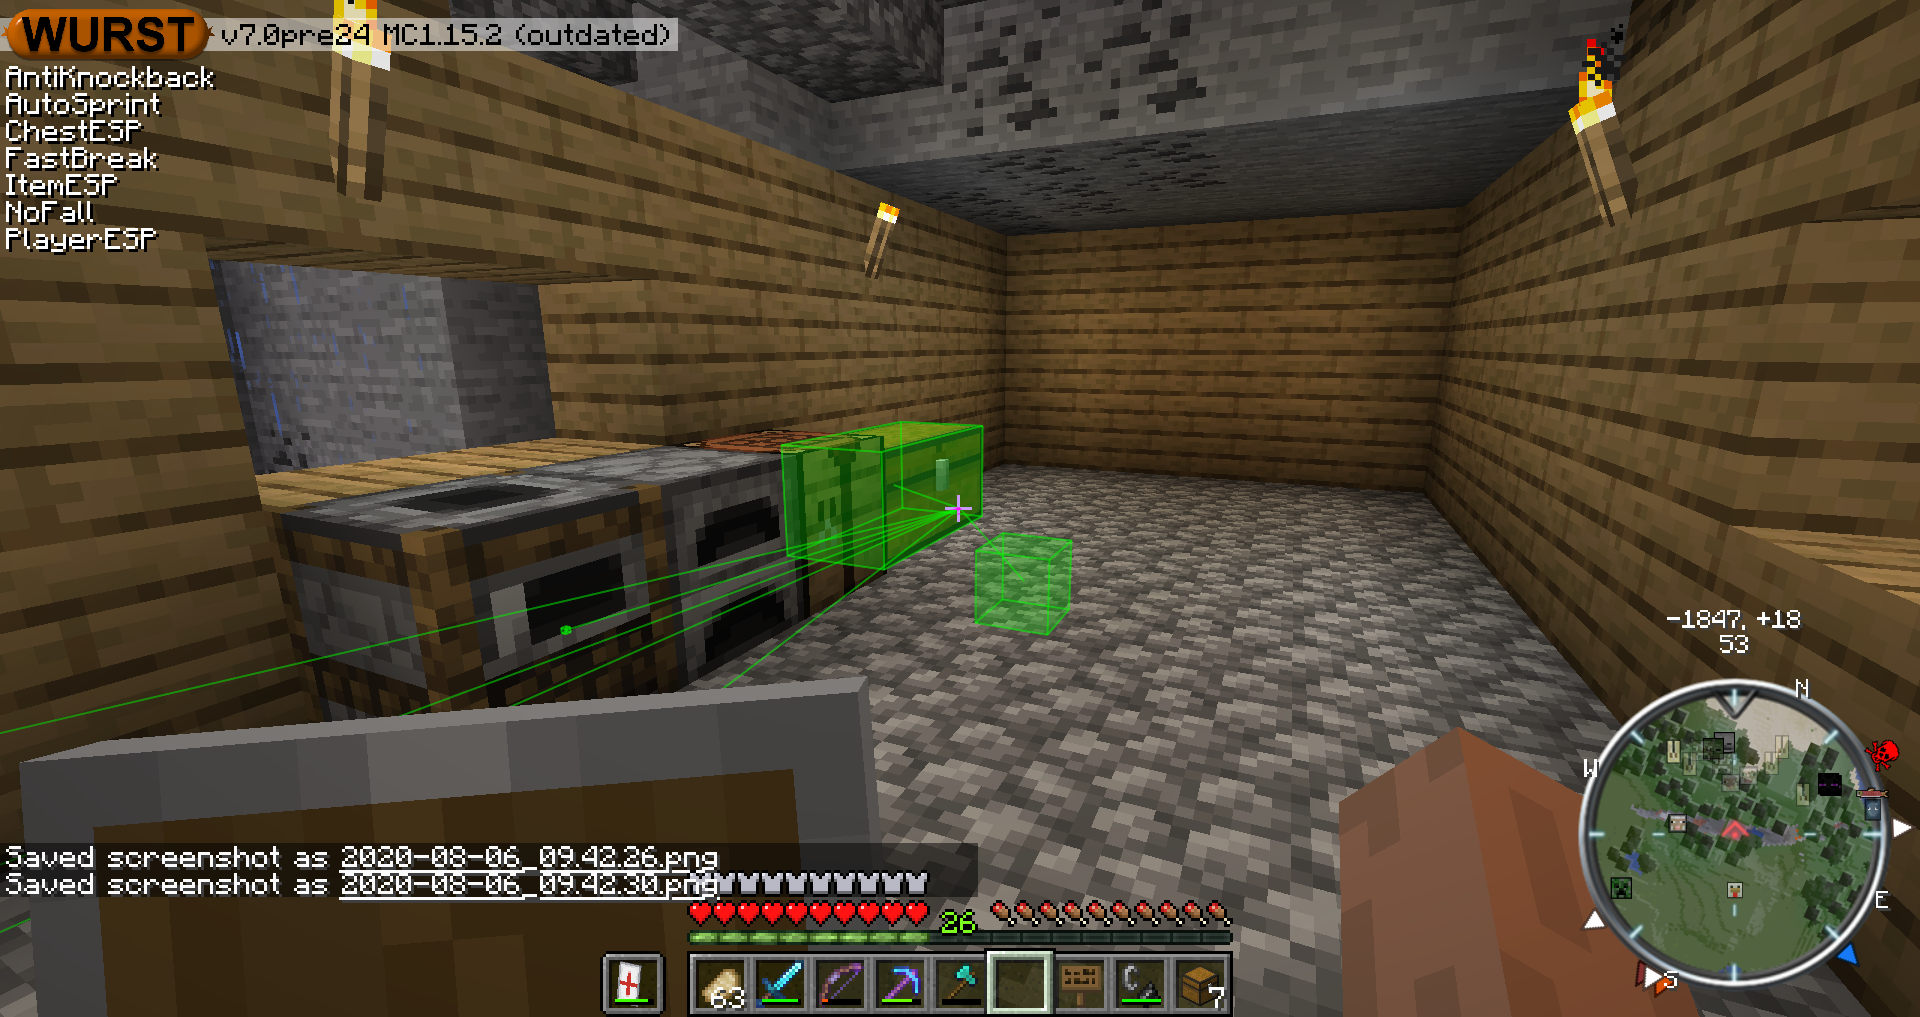 WURST v7.0pre24 MC1.15.2 (outdated)
AntiKnockback
AutoSprint
ChestESP
FastBreak
ItemESP
NoFall
PlayerESP
-1847, +18
53
N
W
E
S
Saved screenshot as 2020-08-06_09.42.26.png
Saved screenshot as 2020-08-06_09.42.30.png
26
63
7